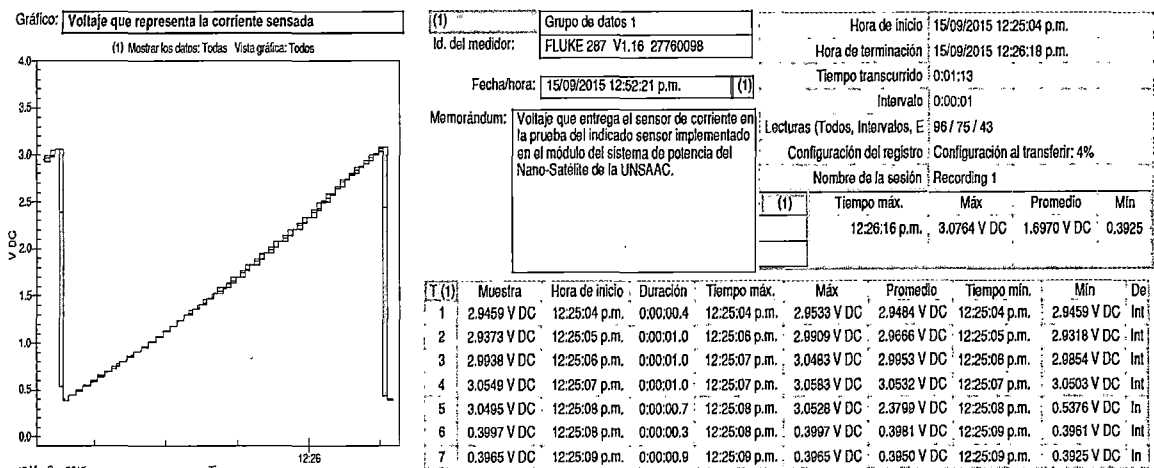 Gráfico: Voltaje que representa la corriente sensada
(1) Mostrar los datos: Todas Vista gráfica: Todos
4.0
3.5
3.0
2.5
2.0
1.5
1.0
0.5
0.0
V DC
12:26
(1) Grupo de datos 1
Id. del medidor: FLUKE 287 V1.16 27760098
Fecha/hora: 15/09/2015 12:52:21 p.m. (1)
Memorándum: Voltaje que entrega el sensor de corriente en
la prueba del indicado sensor implementado
en el módulo del sistema de potencia del
Nano-Satélite de la UNSAAC.
Hora de inicio 15/09/2015 12:25:04 p.m.
Hora de terminación 15/09/2015 12:26:18 p.m.
Tiempo transcurrido 0:01:13
Intervalo 0:00:01
Lecturas (Todos, Intervalos, E 96 / 75 / 43
Configuración del registro Configuración al transferir: 4%
Nombre de la sesión Recording 1
(1) Tiempo máx. Máx Promedio Mín
12:26:16 p.m. 3.0764 V DC 1.6970 V DC 0.3925
T (1) Muestra Hora de inicio Duración Tiempo máx. Máx Promedio Tiempo mín. Mín De
1 2.9459 V DC 12:25:04 p.m. 0:00:00.4 12:25:04 p.m. 2.9533 V DC 2.9484 V DC 12:25:04 p.m. 2.9459 V DC Int
2 2.9373 V DC 12:25:05 p.m. 0:00:01.0 12:25:06 p.m. 2.9909 V DC 2.9666 V DC 12:25:05 p.m. 2.9318 V DC Int
3 2.9938 V DC 12:25:06 p.m. 0:00:01.0 12:25:07 p.m. 3.0483 V DC 2.9953 V DC 12:25:06 p.m. 2.9854 V DC Int
4 3.0549 V DC 12:25:07 p.m. 0:00:01.0 12:25:07 p.m. 3.0583 V DC 3.0532 V DC 12:25:07 p.m. 3.0503 V DC Int
5 3.0495 V DC 12:25:08 p.m. 0:00:00.7 12:25:08 p.m. 3.0528 V DC 2.3799 V DC 12:25:08 p.m. 0.5376 V DC In
6 0.3997 V DC 12:25:08 p.m. 0:00:00.3 12:25:08 p.m. 0.3997 V DC 0.3981 V DC 12:25:09 p.m. 0.3961 V DC Int
7 0.3965 V DC 12:25:09 p.m. 0:00:00.9 12:25:09 p.m. 0.3965 V DC 0.3950 V DC 12:25:09 p.m. 0.3925 V DC In